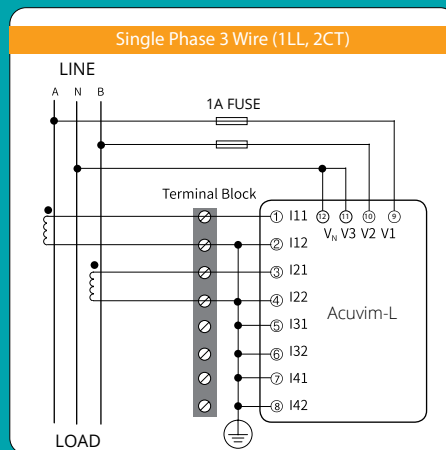 Single Phase 3 Wire (1LL, 2CT)
LINE
A N B
1A FUSE
Terminal Block
12 11 10 9
VN V3 V2 V1
1 I11
2 I12
3 I21
4 I22
Acuvim-L
5 I31
6 I32
7 I41
8 I42
LOAD